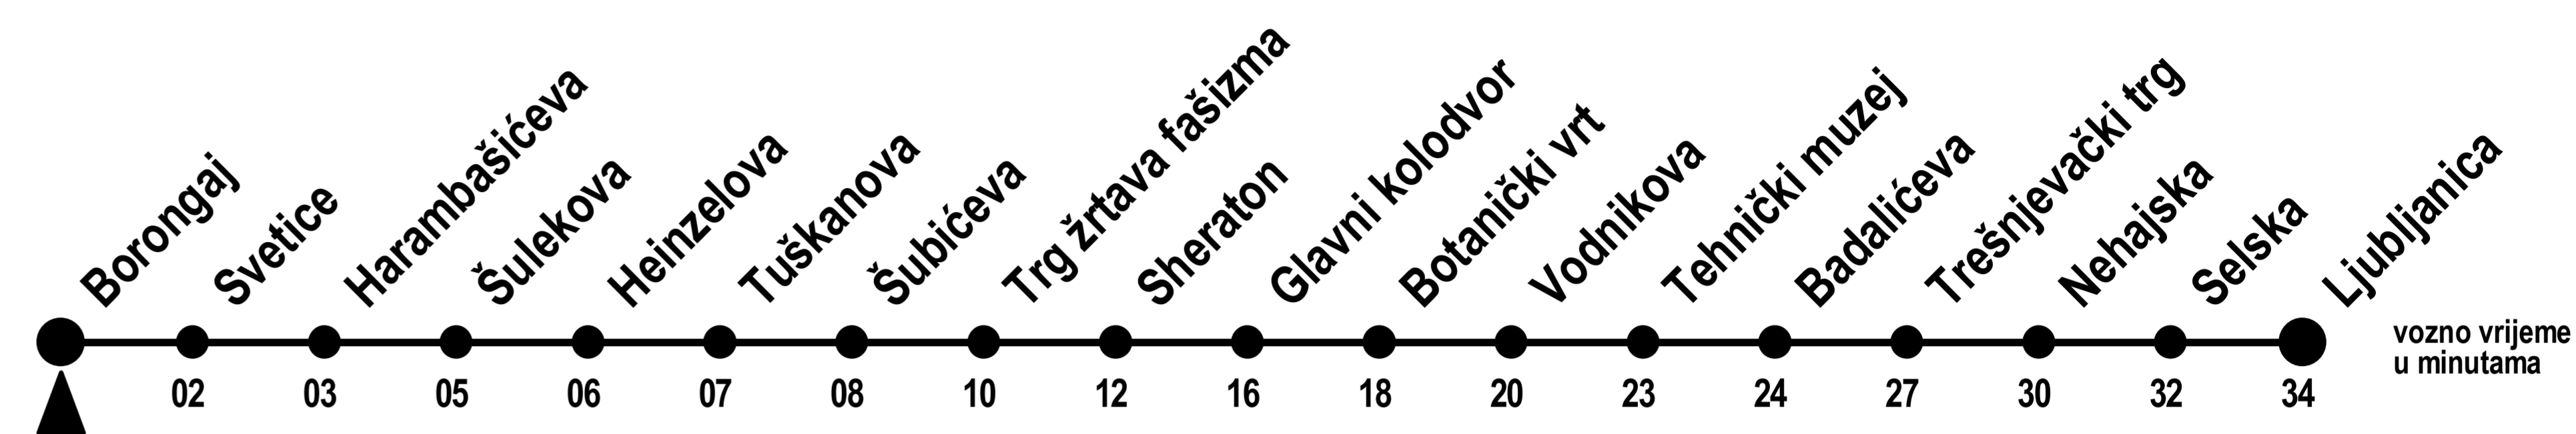 Borongaj
Svetice
Harambašićeva
Šulekova
Heinzelova
Tuškanova
Šubićeva
Trg žrtava fašizma
Sheraton
Glavni kolodvor
Botanički vrt
Vodnikova
Tehnički muzej
Badalićeva
Trešnjevački trg
Nehajska
Selska
Ljubljanica
vozno vrijeme
u minutama
02 03 05 06 07 08 10 12 16 18 20 23 24 27 30 32 34